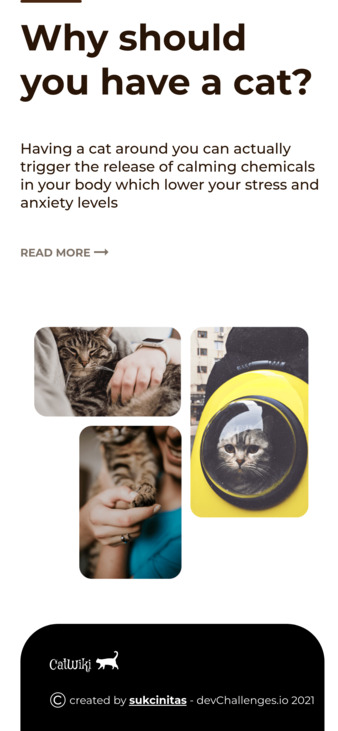 Why should
you have a cat?
Having a cat around you can actually
trigger the release of calming chemicals
in your body which lower your stress and
anxiety levels
READ MORE ⟶
CatWiki
© created by sukcinitas - devChallenges.io 2021